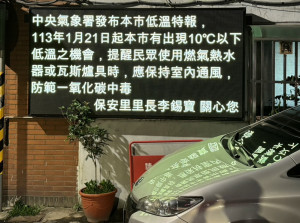 中央氣象署發布本市低溫特報，
113年1月21日起本市有出現10℃以下
低溫之機會，提醒民眾使用燃氣熱水
器或瓦斯爐具時，應保持室內通風，
防範一氧化碳中毒
保安里里長李錫寶 關心您